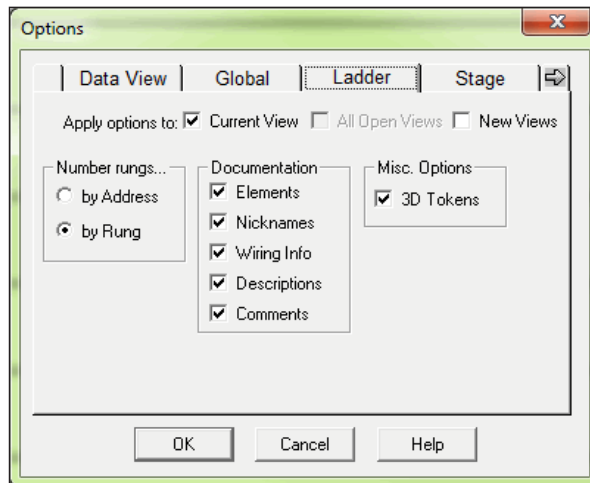 Options
Data View Global Ladder Stage
Apply options to: Current View All Open Views New Views
Number rungs...
by Address
by Rung
Documentation
Elements
Nicknames
Wiring Info
Descriptions
Comments
Misc. Options
3D Tokens
OK Cancel Help